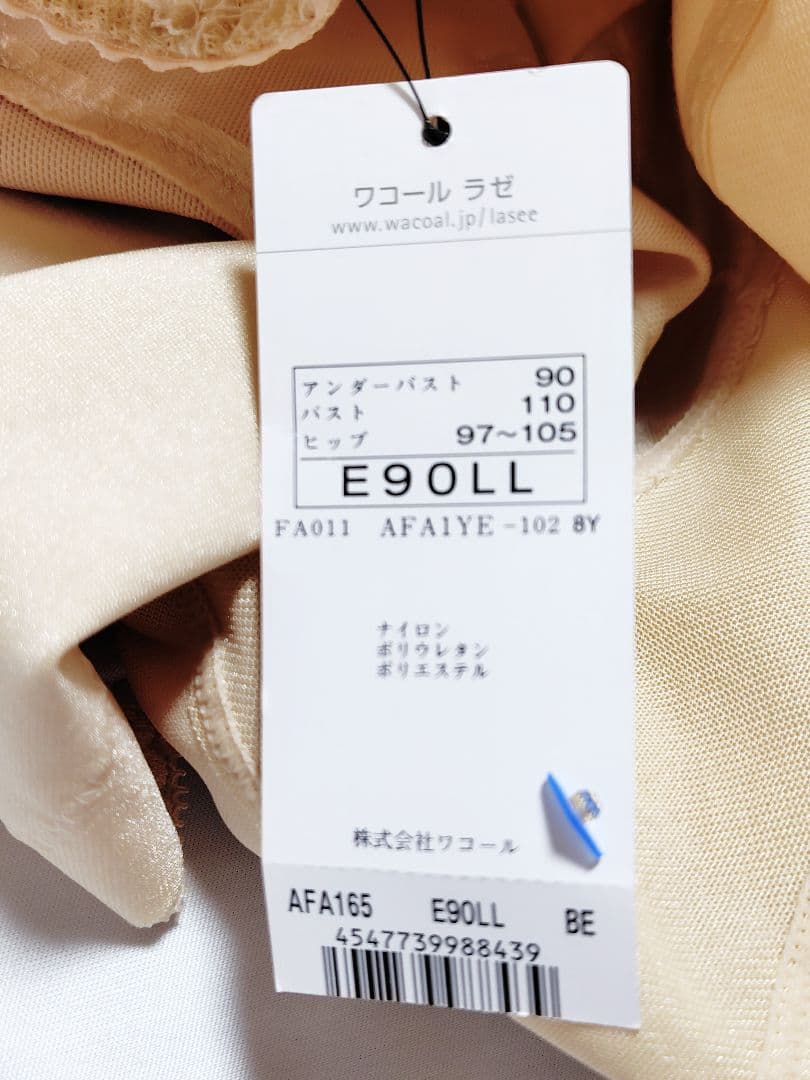 ワコール ラゼ
www.wacoal.jp/lasee
アンダーバスト 90
バスト 110
ヒップ 97～105
E90LL
FA011 AFA1YE-102 8Y
ナイロン
ポリウレタン
ポリエステル
株式会社ワコール
AFA165 E90LL BE
4547739988439